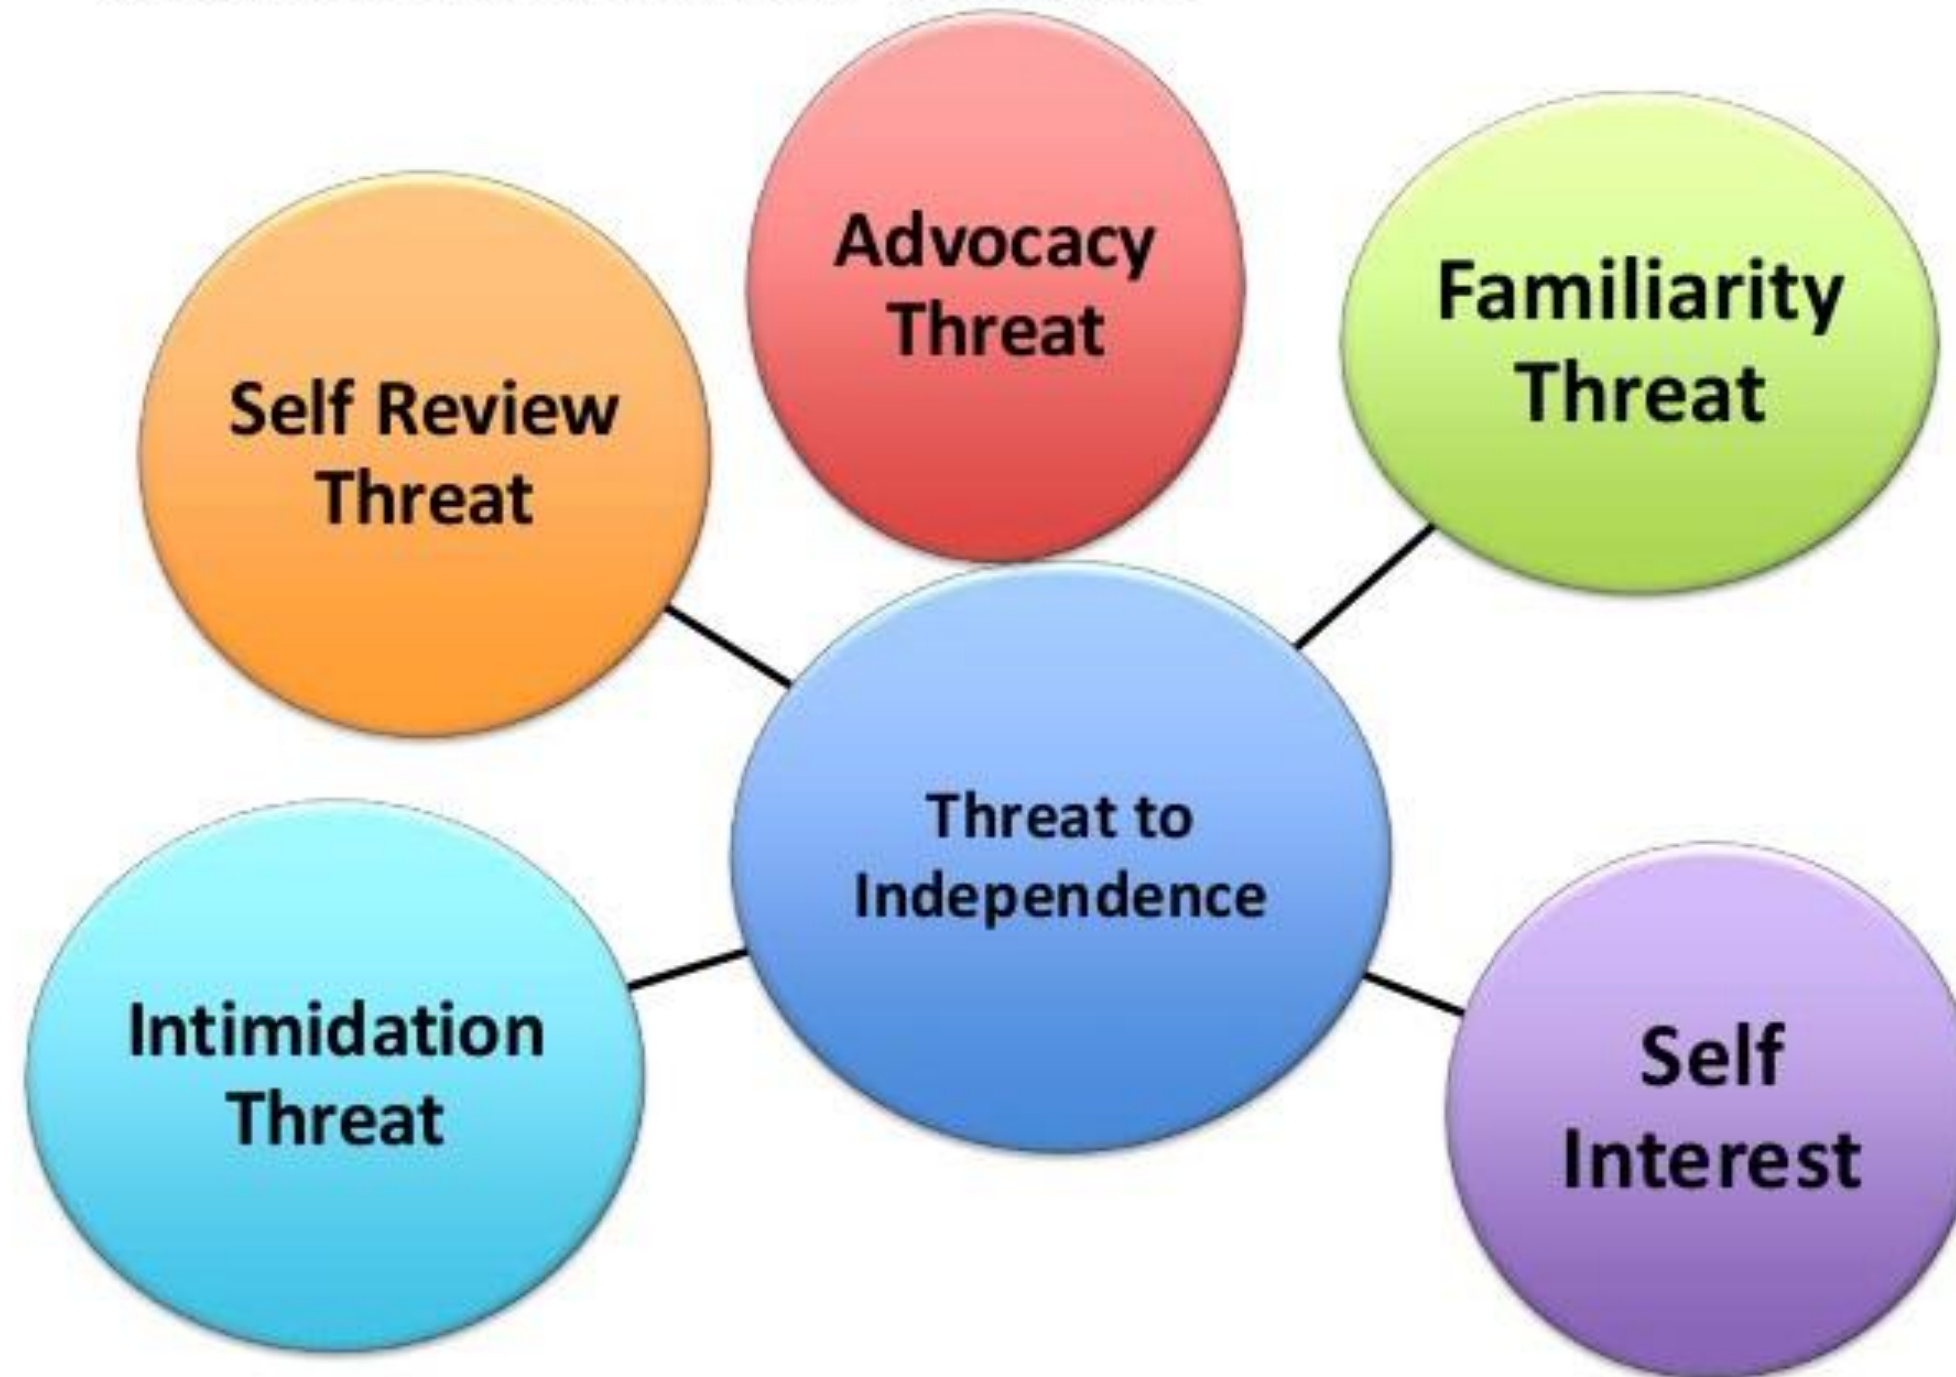 Advocacy
Threat
Familiarity
Threat
Self Review
Threat
Threat to
Independence
Intimidation
Threat
Self
Interest